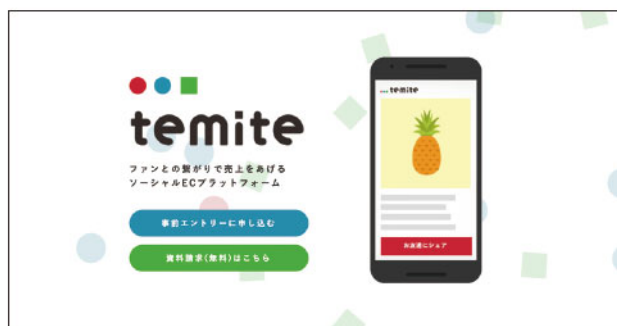 temite
ファンとの繋がりで売上をあげる
ソーシャルECプラットフォーム
事前エントリーに申し込む
資料請求(無料)はこちら
temite
お友達にシェア